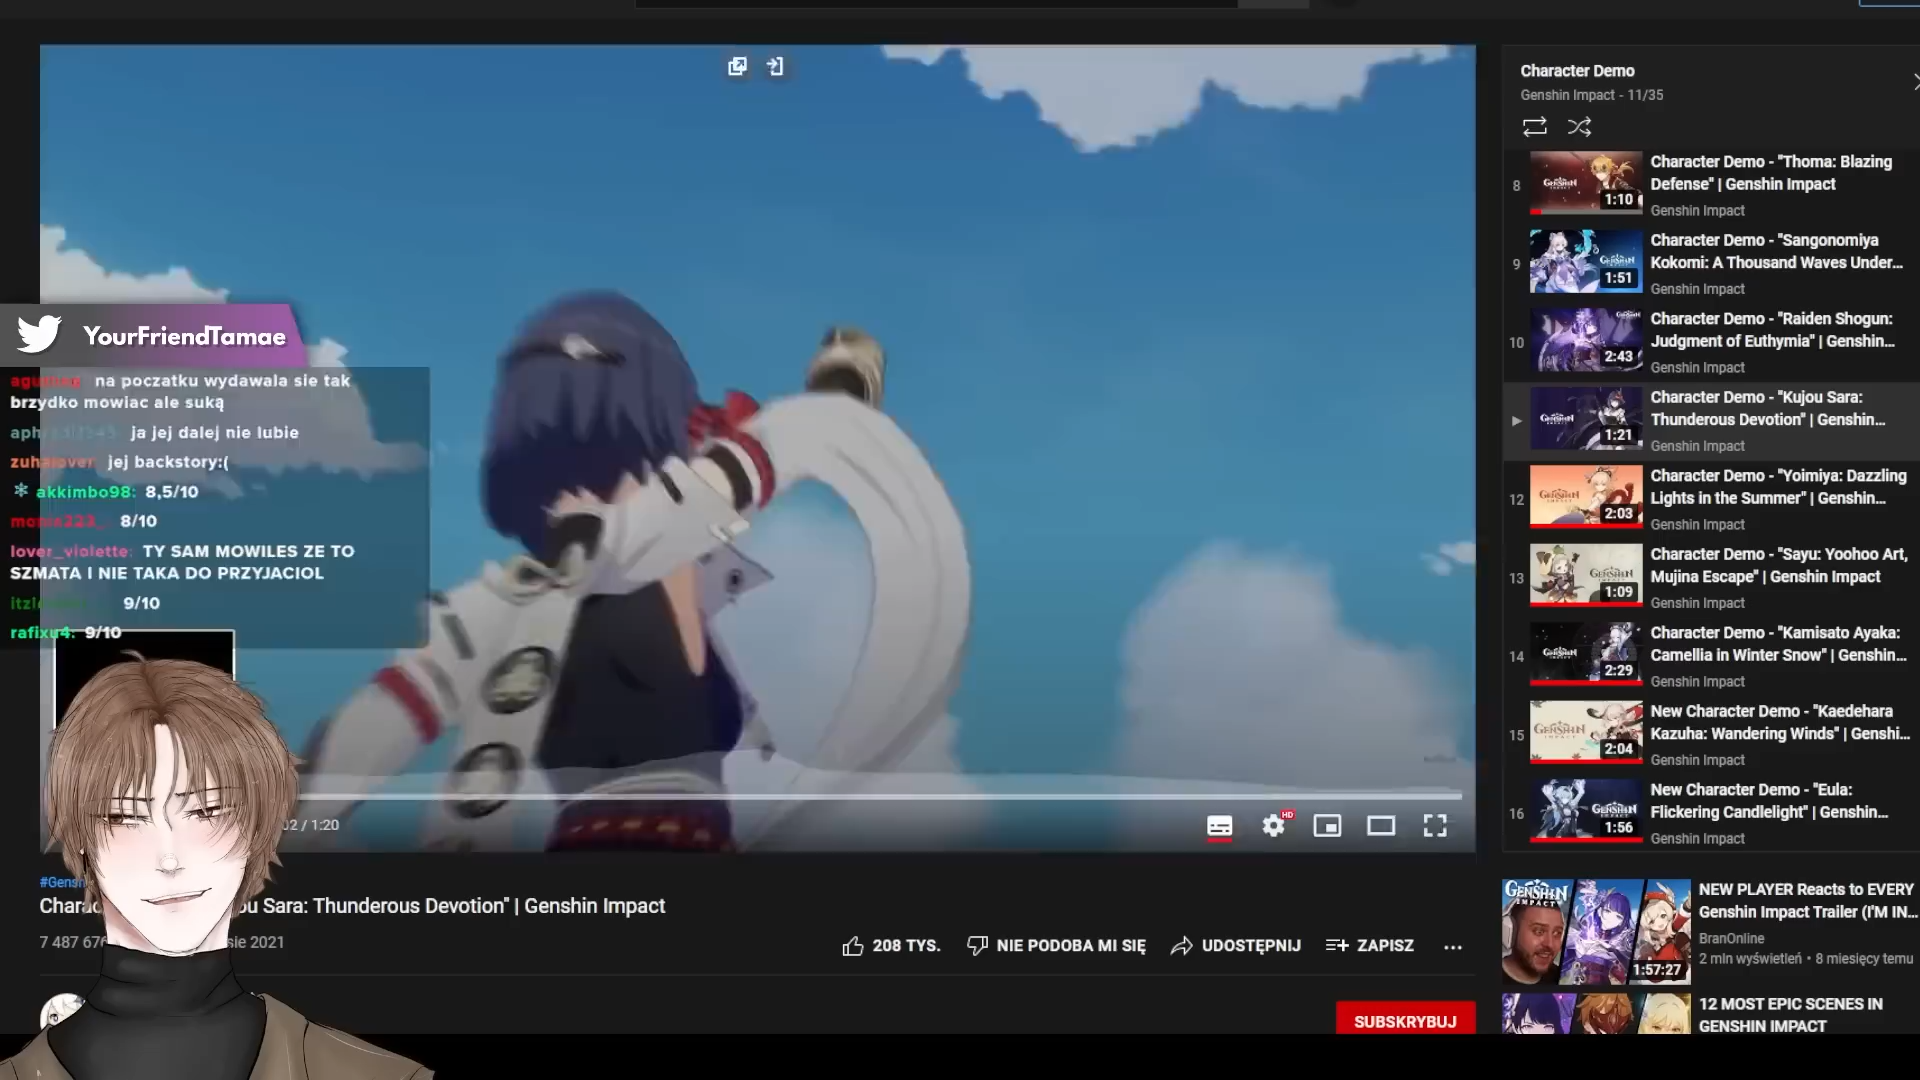 YourFriendTamae
na poczatku wydawala sie tak
brzydko mowiac ale suką
ja jej dalej nie lubie
jej backstory:(
akkimbo98: 8,5/10
8/10
lover_violette: TY SAM MOWILES ZE TO
SZMATA I NIE TAKA DO PRZYJACIOL
9/10
rafixu4: 9/10
/ 1:20
HD
#Gensh
Sara: Thunderous Devotion" | Genshin Impact
7 487 676
2021
208 TYS.
NIE PODOBA MI SIĘ
UDOSTĘPNIJ
ZAPISZ
SUBSKRYBUJ
Character Demo
Genshin Impact - 11/35
8
1:10
Character Demo - "Thoma: Blazing
Defense" | Genshin Impact
Genshin Impact
9
1:51
Character Demo - "Sangonomiya
Kokomi: A Thousand Waves Under...
Genshin Impact
10
2:43
Character Demo - "Raiden Shogun:
Judgment of Euthymia" | Genshin...
Genshin Impact
1:21
Character Demo - "Kujou Sara:
Thunderous Devotion" | Genshin...
Genshin Impact
12
2:03
Character Demo - "Yoimiya: Dazzling
Lights in the Summer" | Genshin...
Genshin Impact
13
1:09
Character Demo - "Sayu: Yoohoo Art,
Mujina Escape" | Genshin Impact
Genshin Impact
14
2:29
Character Demo - "Kamisato Ayaka:
Camellia in Winter Snow" | Genshin...
Genshin Impact
15
2:04
New Character Demo - "Kaedehara
Kazuha: Wandering Winds" | Genshi...
Genshin Impact
16
1:56
New Character Demo - "Eula:
Flickering Candlelight" | Genshin...
Genshin Impact
GENSHIN
IMPACT
1:57:27
NEW PLAYER Reacts to EVERY
Genshin Impact Trailer (I'M IN...
BranOnline
2 mln wyświetleń • 8 miesięcy temu
12 MOST EPIC SCENES IN
GENSHIN IMPACT